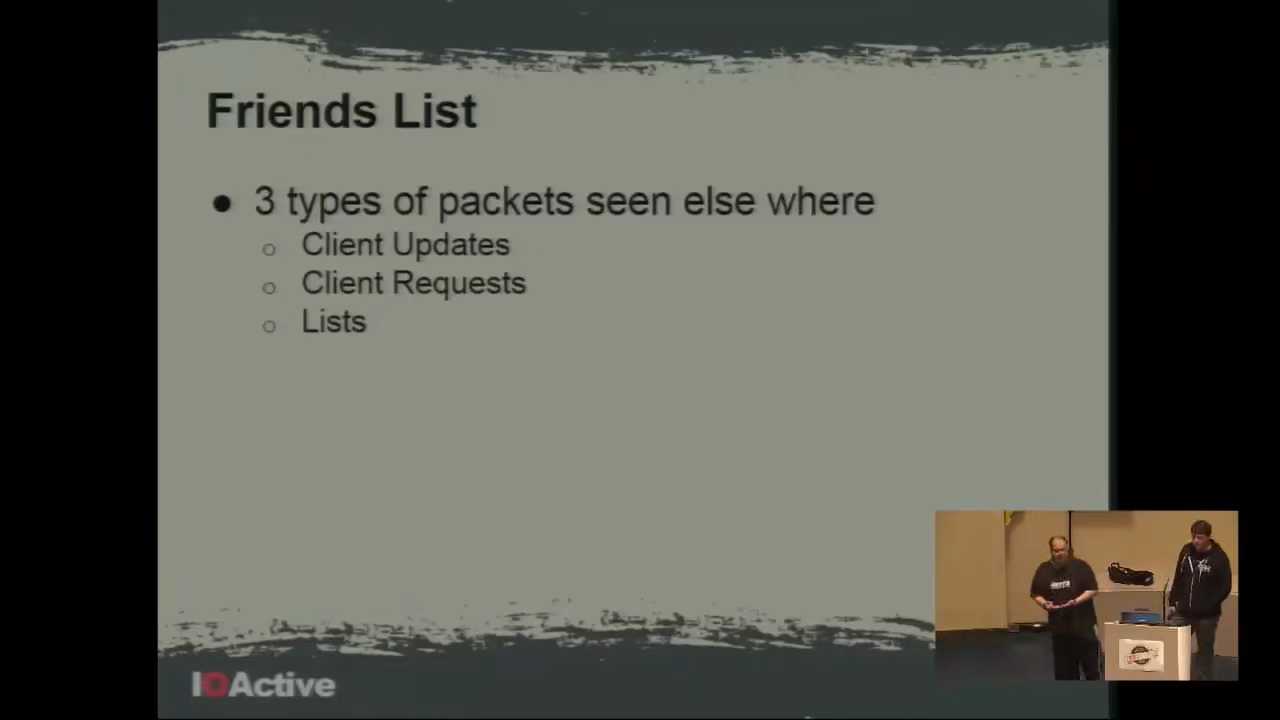 Friends List
● 3 types of packets seen else where
○ Client Updates
○ Client Requests
○ Lists
IOActive